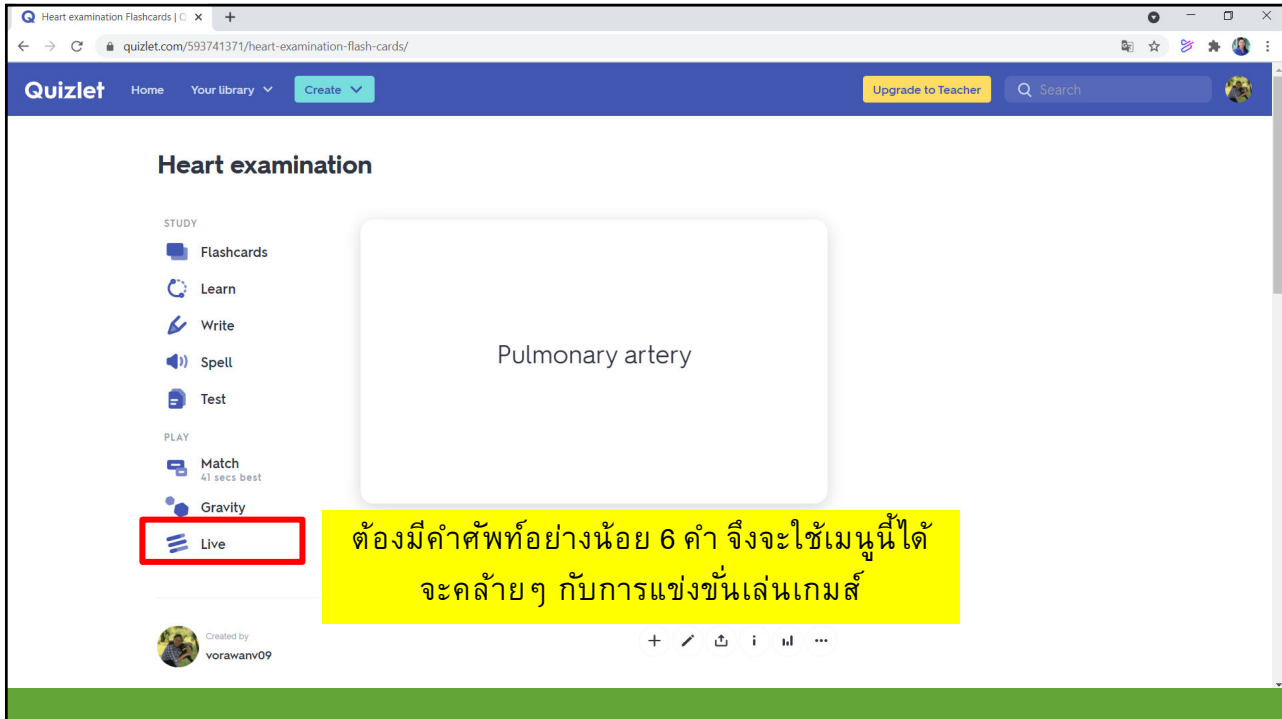 Heart examination Flashcards | Q
quizlet.com/593741371/heart-examination-flash-cards/
Quizlet Home Your library Create Upgrade to Teacher Search
Heart examination
STUDY
Flashcards
Learn
Write
Spell
Test
PLAY
Match
41 secs best
Gravity
Live
Pulmonary artery
ต้องมีคำศัพท์อย่างน้อย 6 คำ จึงจะใช้เมนูนี้ได้
จะคล้ายๆ กับการแข่งขั่นเล่นเกมส์
Created by
vorawanv09